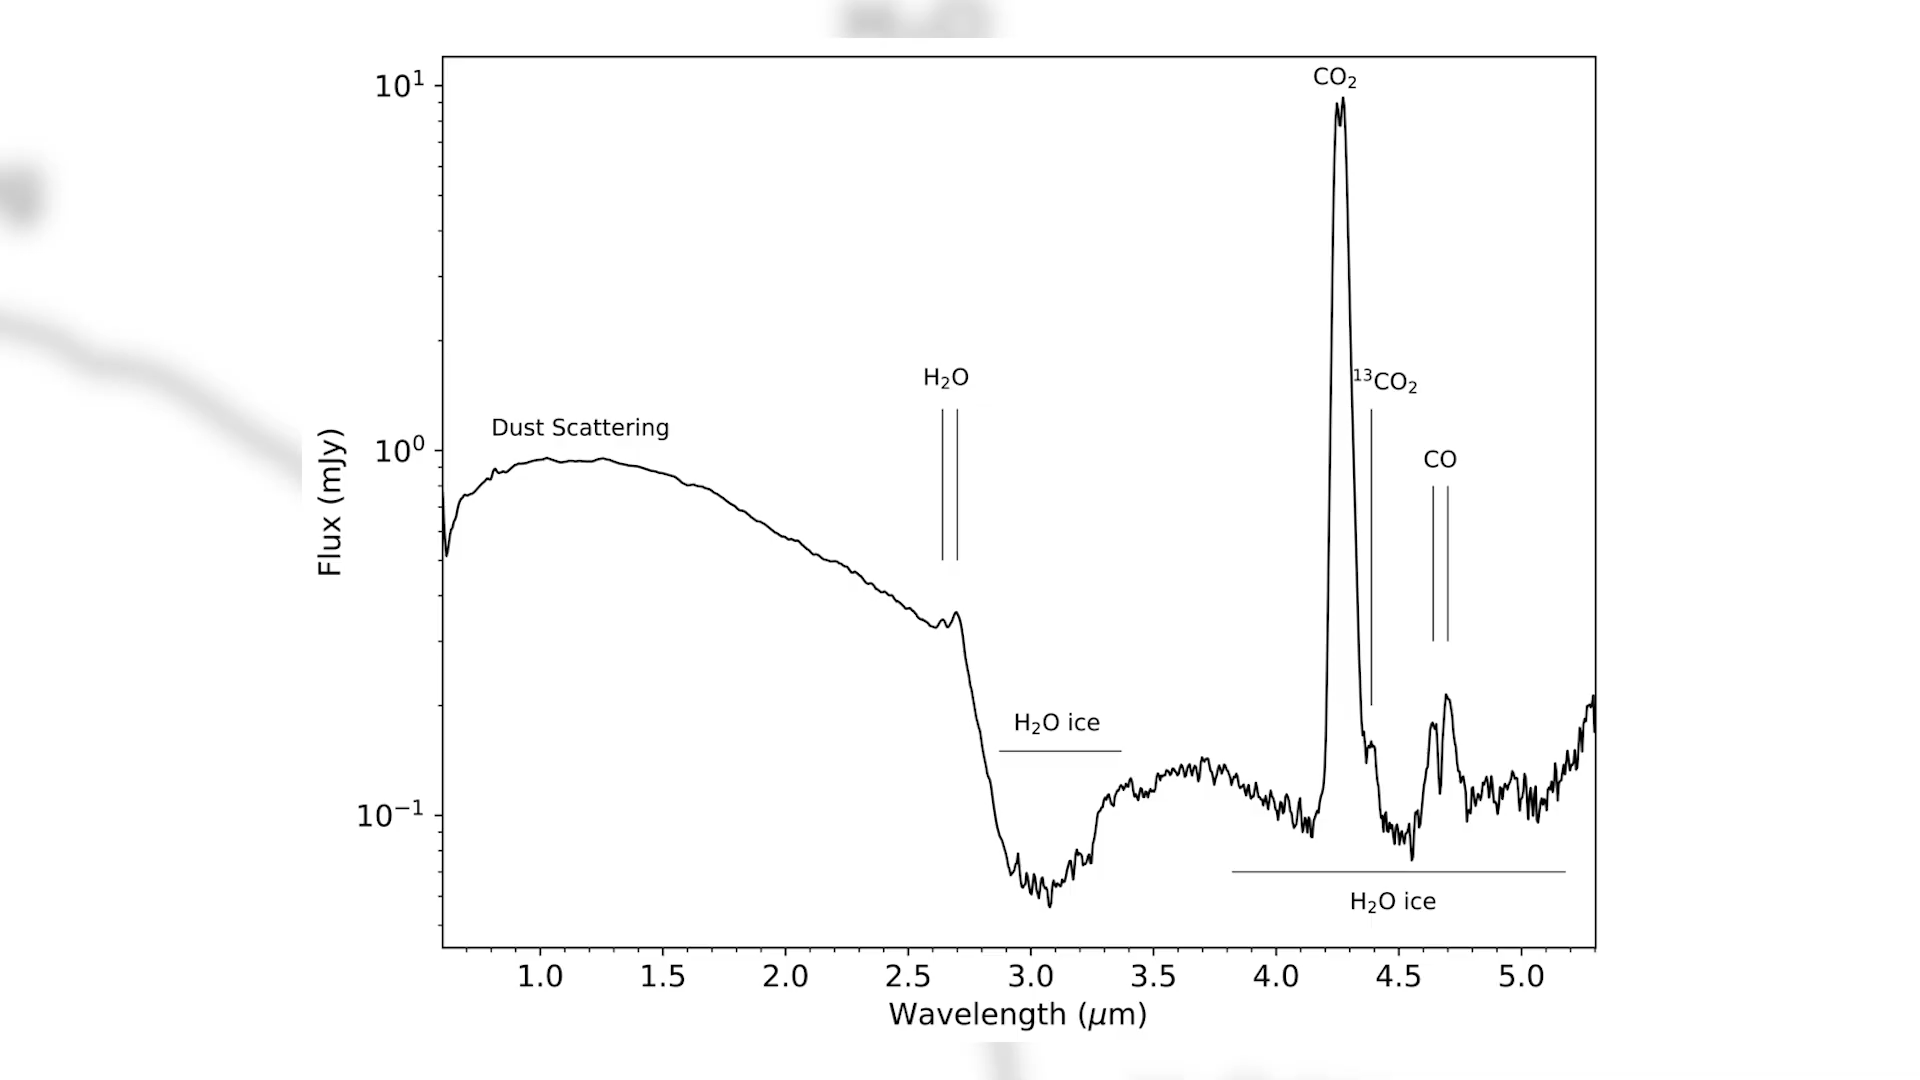 CO₂
10¹
¹³CO₂
H₂O
Dust Scattering
CO
10⁰
Flux (mJy)
H₂O ice
10⁻¹
H₂O ice
1.0 1.5 2.0 2.5 3.0 3.5 4.0 4.5 5.0
Wavelength (μm)